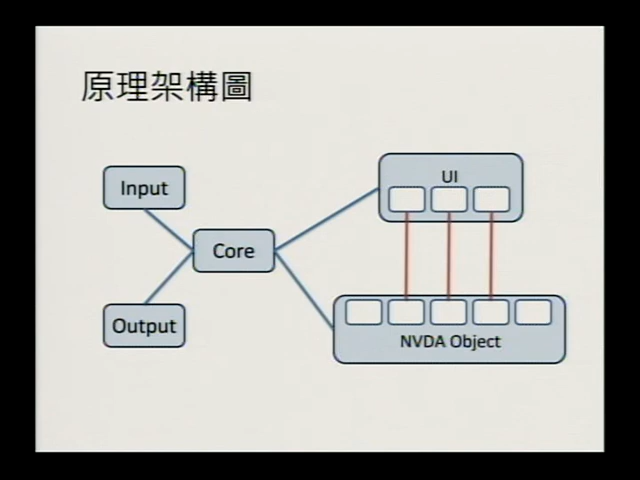 原理架構圖
Input
UI
Core
Output
NVDA Object